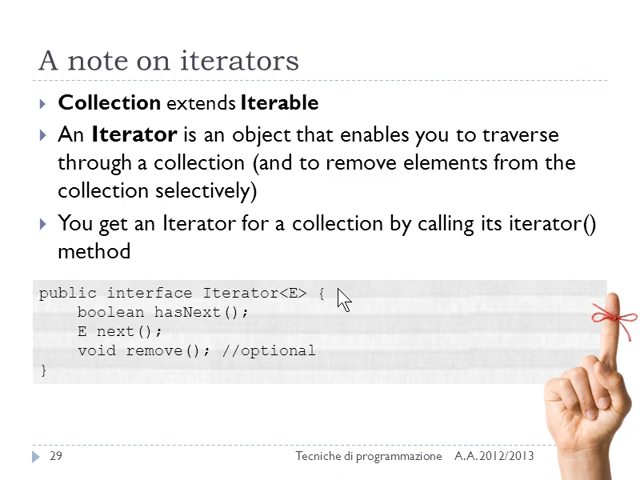 A note on iterators
Collection extends Iterable
An Iterator is an object that enables you to traverse
through a collection (and to remove elements from the
collection selectively)
You get an Iterator for a collection by calling its iterator()
method
public interface Iterator<E> {
    boolean hasNext();
    E next();
    void remove(); //optional
}
29 Tecniche di programmazione A.A. 2012/2013